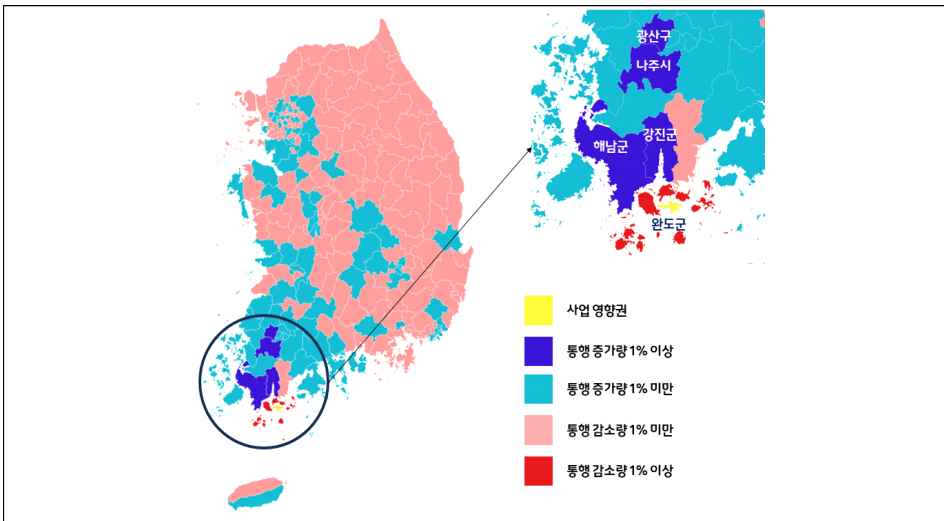 광산구
나주시
강진군
해남군
완도군
사업 영향권
통행 증가량 1% 이상
통행 증가량 1% 미만
통행 감소량 1% 미만
통행 감소량 1% 이상